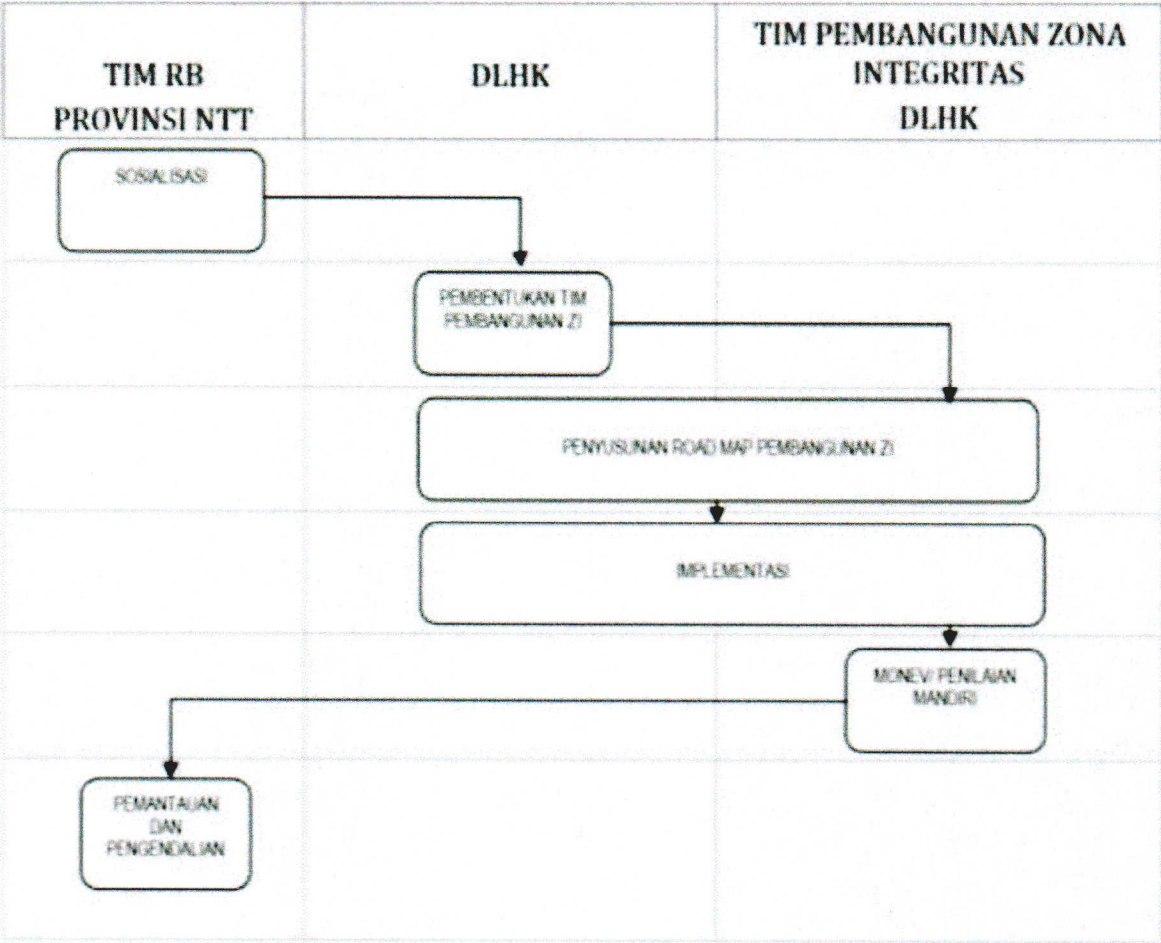 TIM RB
PROVINSI NTT
DLHK
TIM PEMBANGUNAN ZONA
INTEGRITAS
DLHK
SOSIALISASI
PEMBENTUKAN TIM
PEMBANGUNAN ZI
PENYUSUNAN ROAD MAP PEMBANGUNAN ZI
IMPLEMENTASI
MONEV/ PENILAIAN
MANDIRI
PEMANTAUAN
DAN
PENGENDALIAN